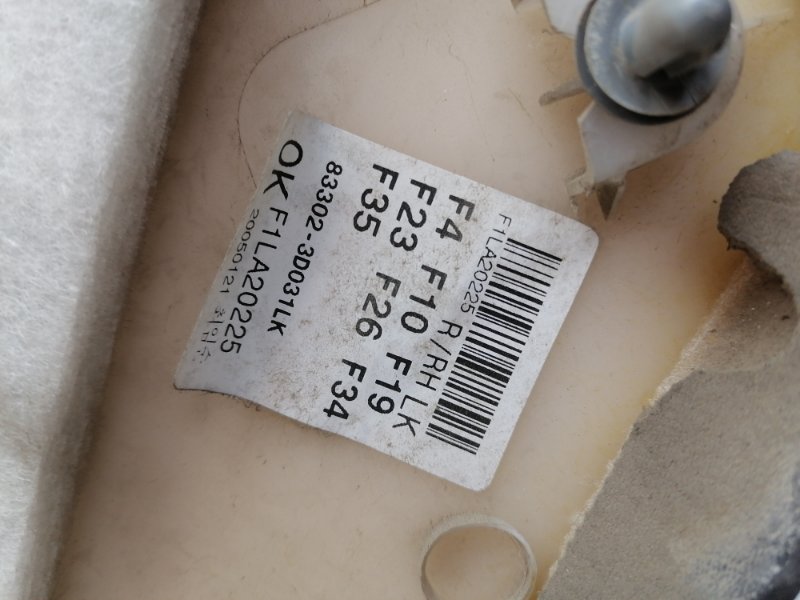 F1LA20225 R/RH LK
F4 F10 F19
F23 F26 F34
F35
83302-3D031LK
OK F1LA20225
20050121